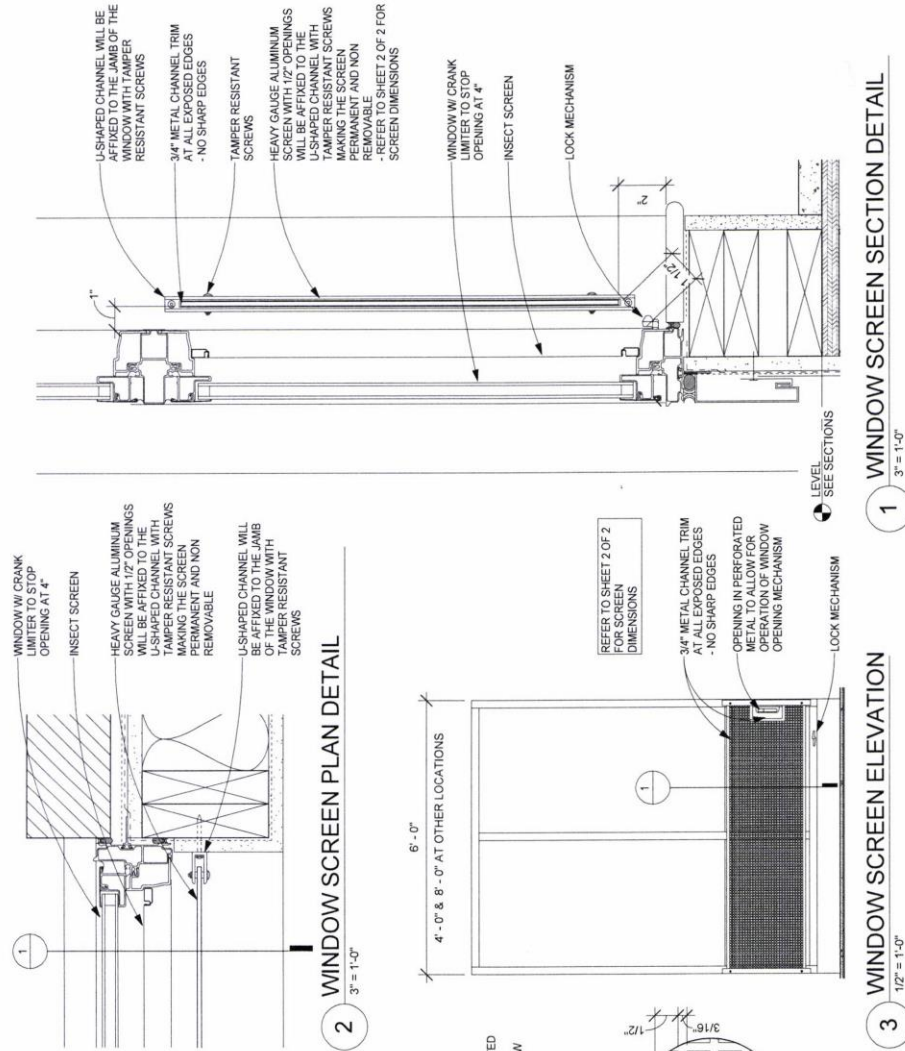 WINDOW W/ CRANK
LIMITER TO STOP
OPENING AT 4"
INSECT SCREEN
HEAVY GAUGE ALUMINUM
SCREEN WITH 1/2" OPENINGS
WILL BE AFFIXED TO THE
U-SHAPED CHANNEL WITH
TAMPER RESISTANT SCREWS
MAKING THE SCREEN
PERMANENT AND NON
REMOVABLE
U-SHAPED CHANNEL WILL
BE AFFIXED TO THE JAMB
OF THE WINDOW WITH
TAMPER RESISTANT
SCREWS
1
2
WINDOW SCREEN PLAN DETAIL
3" = 1'-0"
U-SHAPED CHANNEL WILL BE
AFFIXED TO THE JAMB OF THE
WINDOW WITH TAMPER
RESISTANT SCREWS
3/4" METAL CHANNEL TRIM
AT ALL EXPOSED EDGES
- NO SHARP EDGES
TAMPER RESISTANT
SCREWS
HEAVY GAUGE ALUMINUM
SCREEN WITH 1/2" OPENINGS
WILL BE AFFIXED TO THE
U-SHAPED CHANNEL WITH
TAMPER RESISTANT SCREWS
MAKING THE SCREEN
PERMANENT AND NON
REMOVABLE
- REFER TO SHEET 2 OF 2 FOR
SCREEN DIMENSIONS
WINDOW W/ CRANK
LIMITER TO STOP
OPENING AT 4"
INSECT SCREEN
LOCK MECHANISM
1"
2"
1 1/2"
LEVEL
SEE SECTIONS
1
WINDOW SCREEN SECTION DETAIL
3" = 1'-0"
6' - 0"
4' - 0" & 8' - 0" AT OTHER LOCATIONS
1
REFER TO SHEET 2 OF 2
FOR SCREEN
DIMENSIONS
3/4" METAL CHANNEL TRIM
AT ALL EXPOSED EDGES
- NO SHARP EDGES
OPENING IN PERFORATED
METAL TO ALLOW FOR
OPERATION OF WINDOW
OPENING MECHANISM
LOCK MECHANISM
3
WINDOW SCREEN ELEVATION
1/2" = 1'-0"
TED
OW
1/2"
3/16"